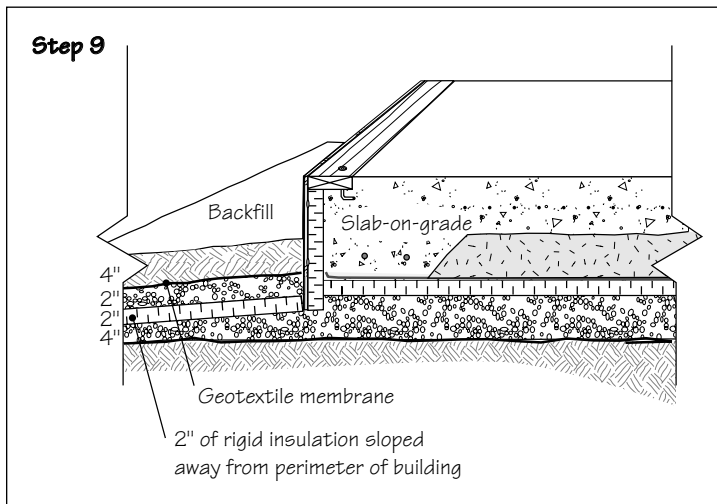 Step 9
Backfill
Slab-on-grade
4"
2"
2"
4"
Geotextile membrane
2" of rigid insulation sloped
away from perimeter of building